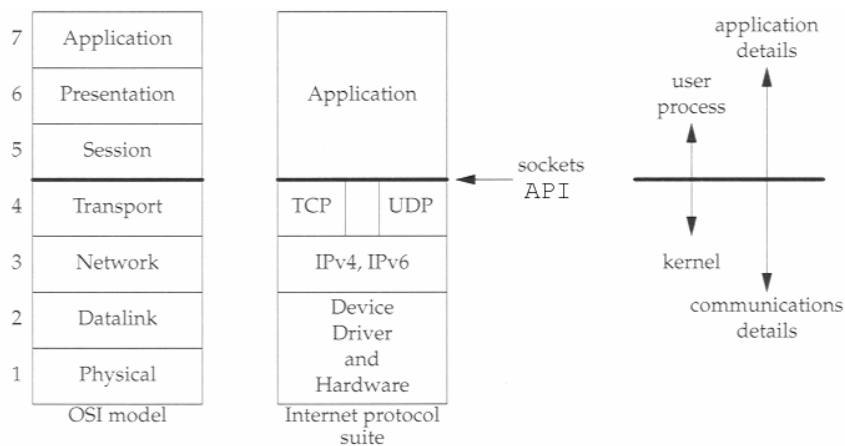 7
Application
6
Presentation
5
Session
4
Transport
3
Network
2
Datalink
1
Physical
OSI model
Application
TCP
UDP
IPv4, IPv6
Device
Driver
and
Hardware
Internet protocol
suite
sockets
API
application
details
user
process
kernel
communications
details